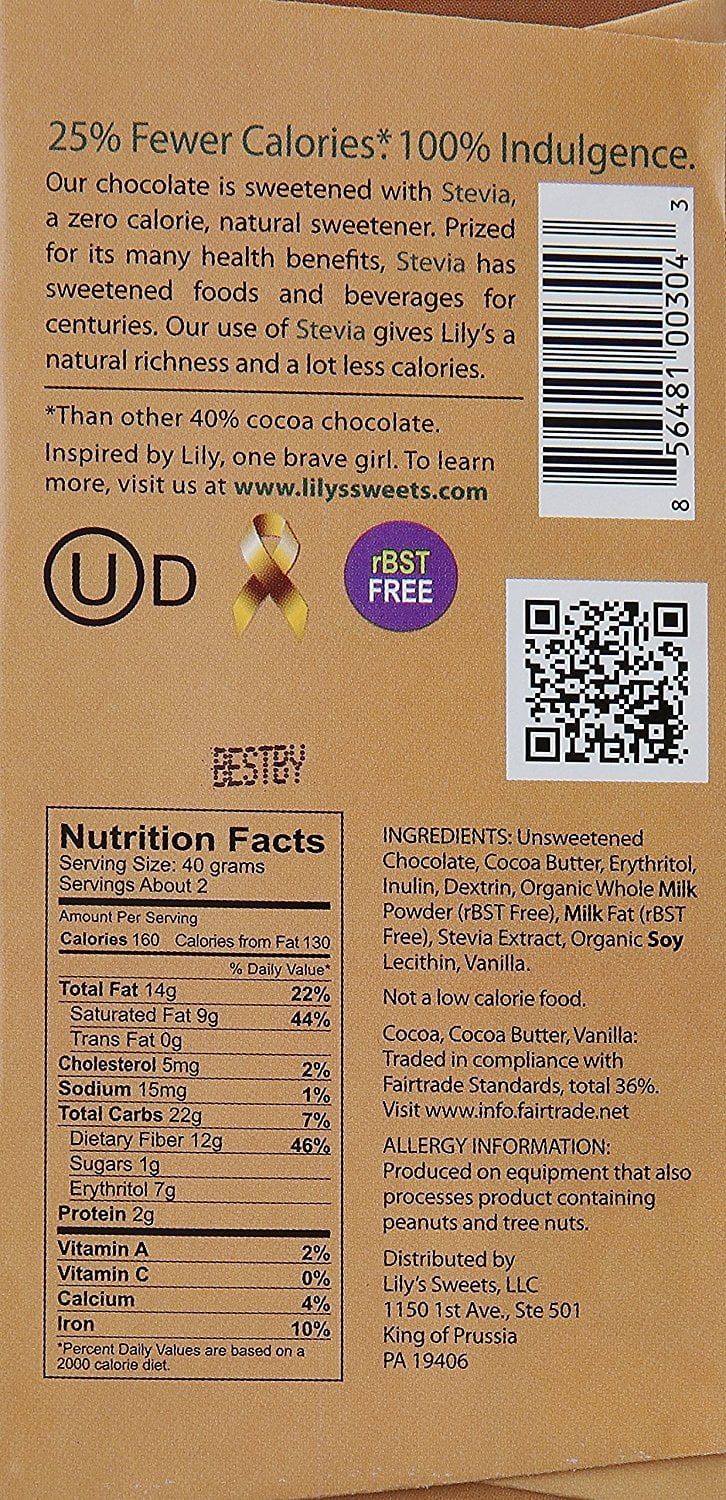 25% Fewer Calories*. 100% Indulgence.
Our chocolate is sweetened with Stevia,
a zero calorie, natural sweetener. Prized
for its many health benefits, Stevia has
sweetened foods and beverages for
centuries. Our use of Stevia gives Lily's a
natural richness and a lot less calories.
*Than other 40% cocoa chocolate.
Inspired by Lily, one brave girl. To learn
more, visit us at www.lilyssweets.com
8 56481 00304 3
U D
rBST
FREE
BEST BY
Nutrition Facts
Serving Size: 40 grams
Servings About 2
Amount Per Serving
Calories 160 Calories from Fat 130
% Daily Value*
Total Fat 14g 22%
Saturated Fat 9g 44%
Trans Fat 0g
Cholesterol 5mg 2%
Sodium 15mg 1%
Total Carbs 22g 7%
Dietary Fiber 12g 46%
Sugars 1g
Erythritol 7g
Protein 2g
Vitamin A 2%
Vitamin C 0%
Calcium 4%
Iron 10%
*Percent Daily Values are based on a
2000 calorie diet.
INGREDIENTS: Unsweetened
Chocolate, Cocoa Butter, Erythritol,
Inulin, Dextrin, Organic Whole Milk
Powder (rBST Free), Milk Fat (rBST
Free), Stevia Extract, Organic Soy
Lecithin, Vanilla.
Not a low calorie food.
Cocoa, Cocoa Butter, Vanilla:
Traded in compliance with
Fairtrade Standards, total 36%.
Visit www.info.fairtrade.net
ALLERGY INFORMATION:
Produced on equipment that also
processes product containing
peanuts and tree nuts.
Distributed by
Lily's Sweets, LLC
1150 1st Ave., Ste 501
King of Prussia
PA 19406